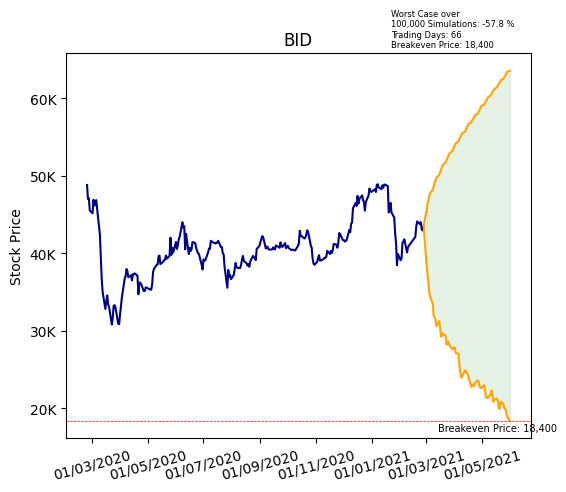 Worst Case over
100,000 Simulations: -57.8 %
Trading Days: 66
Breakeven Price: 18,400
BID
Stock Price
60K
50K
40K
30K
20K
Breakeven Price: 18,400
01/03/2020
01/05/2020
01/07/2020
01/09/2020
01/11/2020
01/01/2021
01/03/2021
01/05/2021